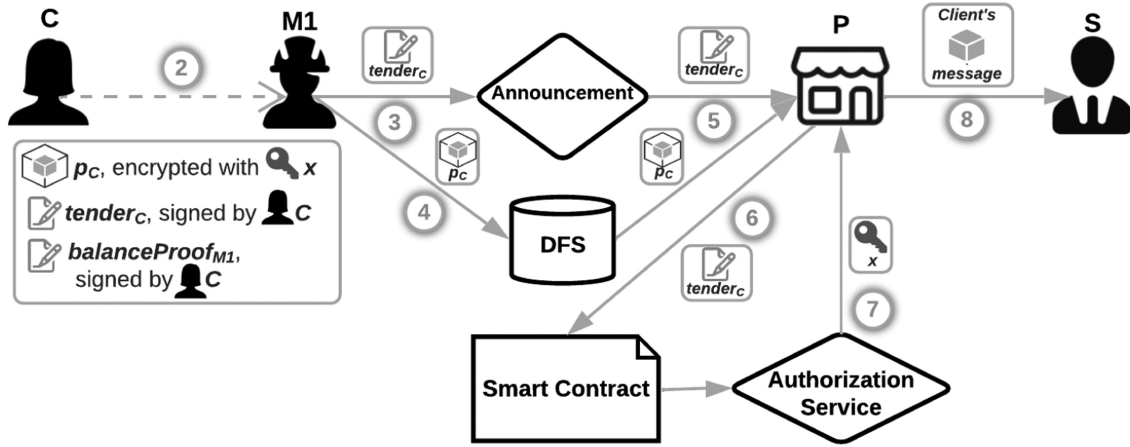 C
M1
P
S
2
tender_C
3
Announcement
tender_C
5
Client's
message
8
p_C, encrypted with x
tender_C, signed by C
balanceProof_M1,
signed by C
p_C
4
p_C
DFS
6
tender_C
x
7
Smart Contract
Authorization
Service